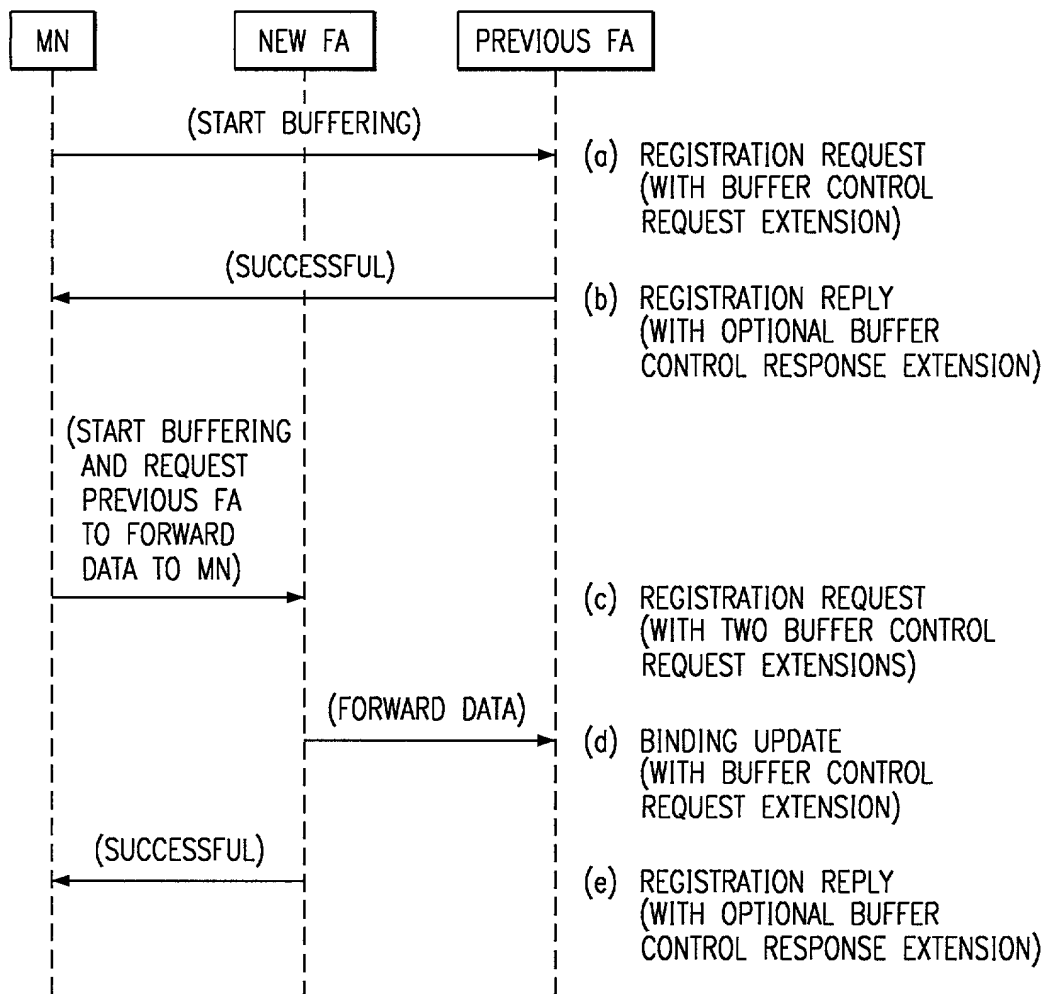 MN
NEW FA
PREVIOUS FA
(START BUFFERING)
(a) REGISTRATION REQUEST
(WITH BUFFER CONTROL
REQUEST EXTENSION)
(SUCCESSFUL)
(b) REGISTRATION REPLY
(WITH OPTIONAL BUFFER
CONTROL RESPONSE EXTENSION)
(START BUFFERING
AND REQUEST
PREVIOUS FA
TO FORWARD
DATA TO MN)
(c) REGISTRATION REQUEST
(WITH TWO BUFFER CONTROL
REQUEST EXTENSIONS)
(FORWARD DATA)
(d) BINDING UPDATE
(WITH BUFFER CONTROL
REQUEST EXTENSION)
(SUCCESSFUL)
(e) REGISTRATION REPLY
(WITH OPTIONAL BUFFER
CONTROL RESPONSE EXTENSION)